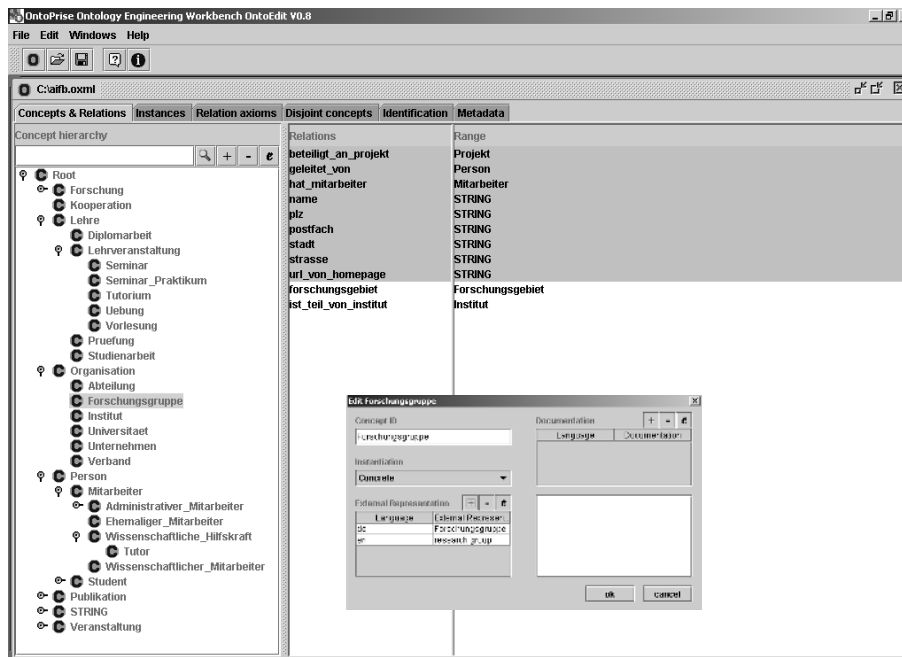 OntoPrise Ontology Engineering Workbench OntoEdit V0.8
File Edit Windows Help
C:\aifb.oxml
Concepts & Relations Instances Relation axioms Disjoint concepts Identification Metadata
Concept hierarchy
Root
Forschung
Kooperation
Lehre
Diplomarbeit
Lehrveranstaltung
Seminar
Seminar_Praktikum
Tutorium
Uebung
Vorlesung
Pruefung
Studienarbeit
Organisation
Abteilung
Forschungsgruppe
Institut
Universitaet
Unternehmen
Verband
Person
Mitarbeiter
Administrativer_Mitarbeiter
Ehemaliger_Mitarbeiter
Wissenschaftliche_Hilfskraft
Tutor
Wissenschaftlicher_Mitarbeiter
Student
Publikation
STRING
Veranstaltung
Relations Range
beteiligt_an_projekt Projekt
geleitet_von Person
hat_mitarbeiter Mitarbeiter
name STRING
plz STRING
postfach STRING
stadt STRING
strasse STRING
url_von_homepage STRING
forschungsgebiet Forschungsgebiet
ist_teil_von_institut Institut
Edit Forschungsgruppe
Concept ID
Forschungsgruppe
Instantiation
Concrete
External Representation
Language External Represen
de Forschungsgruppe
en research group
Documentation
Language Documentation
ok cancel